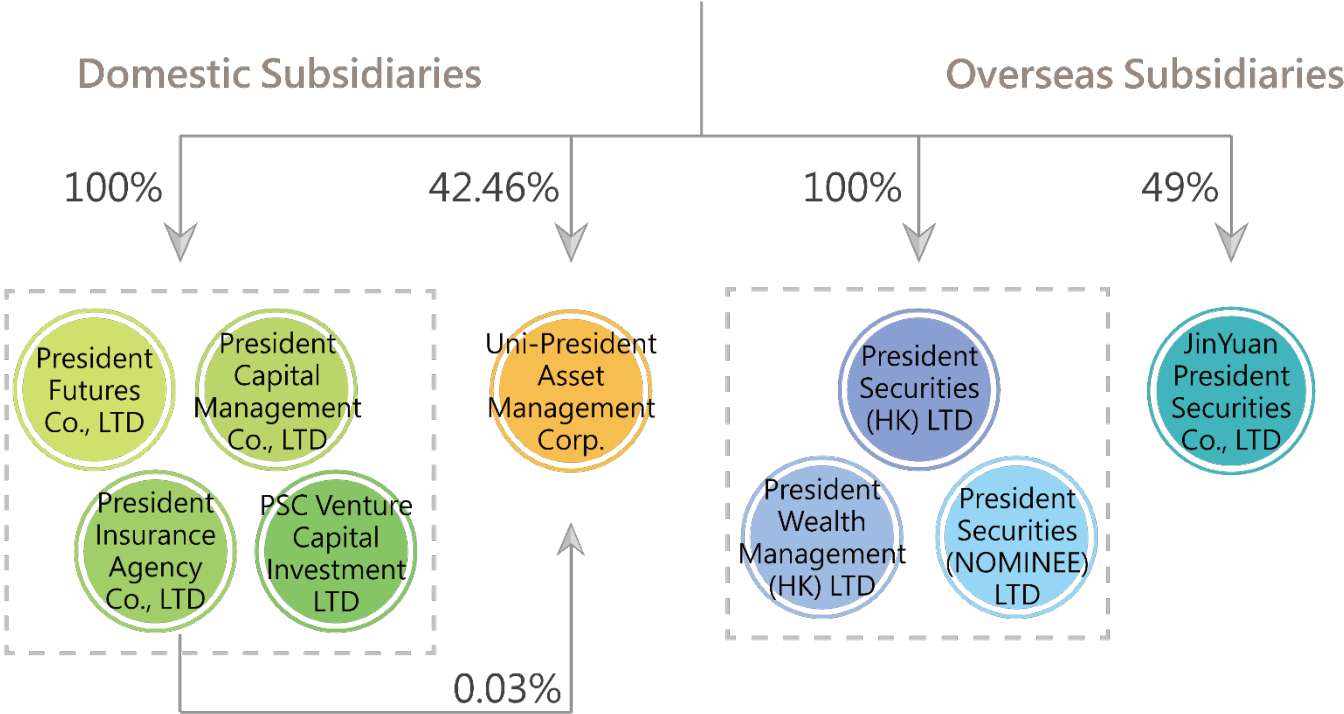 Domestic Subsidiaries
Overseas Subsidiaries
100%
42.46%
100%
49%
President
Futures
Co., LTD
President
Capital
Management
Co., LTD
President
Insurance
Agency
Co., LTD
PSC Venture
Capital
Investment
LTD
Uni-President
Asset
Management
Corp.
0.03%
President
Securities
(HK) LTD
President
Wealth
Management
(HK) LTD
President
Securities
(NOMINEE)
LTD
JinYuan
President
Securities
Co., LTD